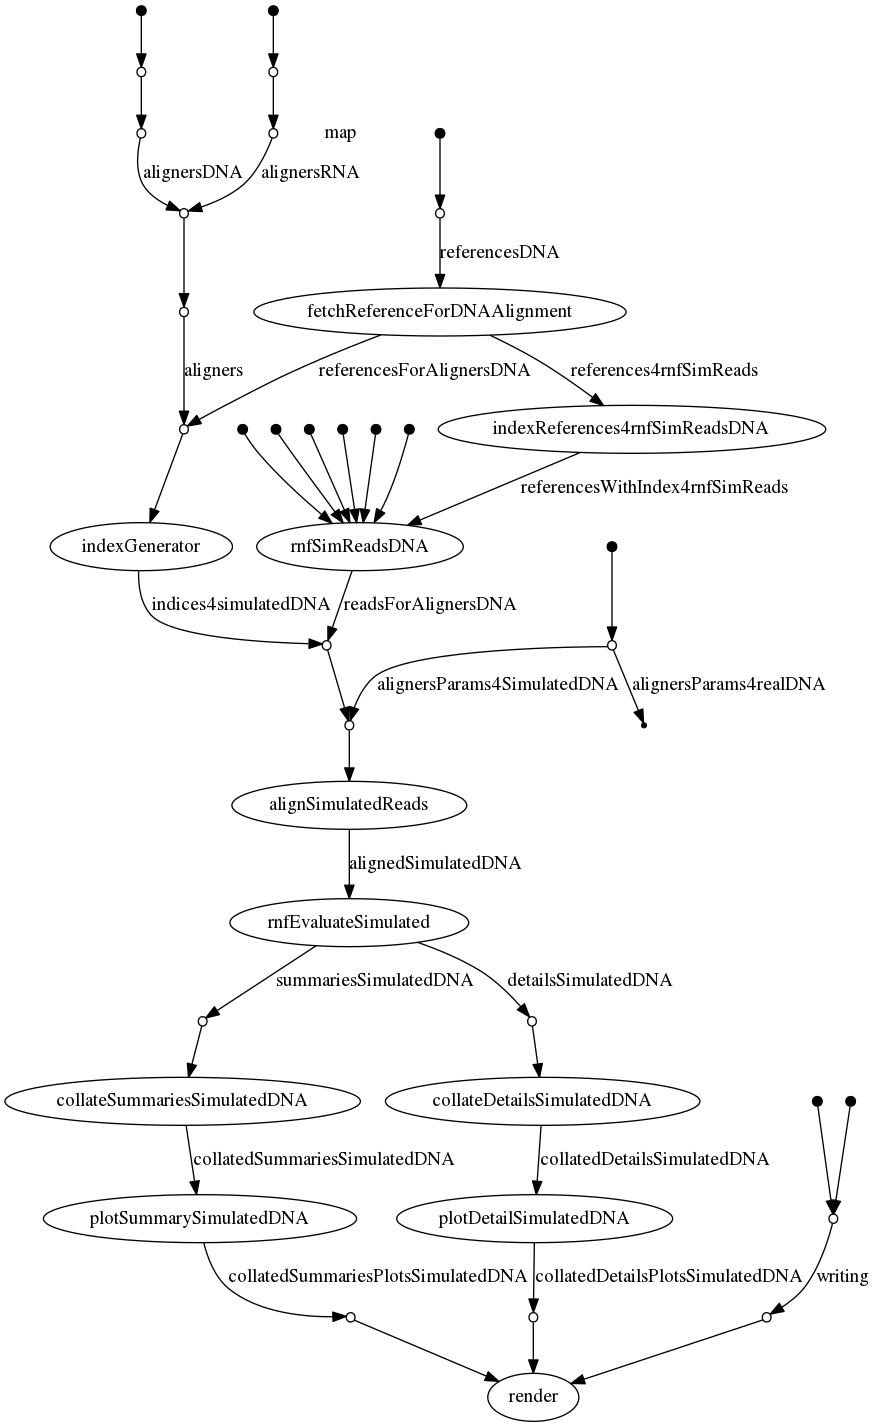 map
alignersDNA
alignersRNA
referencesDNA
fetchReferenceForDNAAlignment
aligners
referencesForAlignersDNA
references4rnfSimReads
indexReferences4rnfSimReadsDNA
referencesWithIndex4rnfSimReads
indexGenerator
rnfSimReadsDNA
indices4simulatedDNA
readsForAlignersDNA
alignersParams4SimulatedDNA
alignersParams4realDNA
alignSimulatedReads
alignedSimulatedDNA
rnfEvaluateSimulated
summariesSimulatedDNA
detailsSimulatedDNA
collateSummariesSimulatedDNA
collateDetailsSimulatedDNA
collatedSummariesSimulatedDNA
collatedDetailsSimulatedDNA
plotSummarySimulatedDNA
plotDetailSimulatedDNA
collatedSummariesPlotsSimulatedDNA
collatedDetailsPlotsSimulatedDNA
writing
render